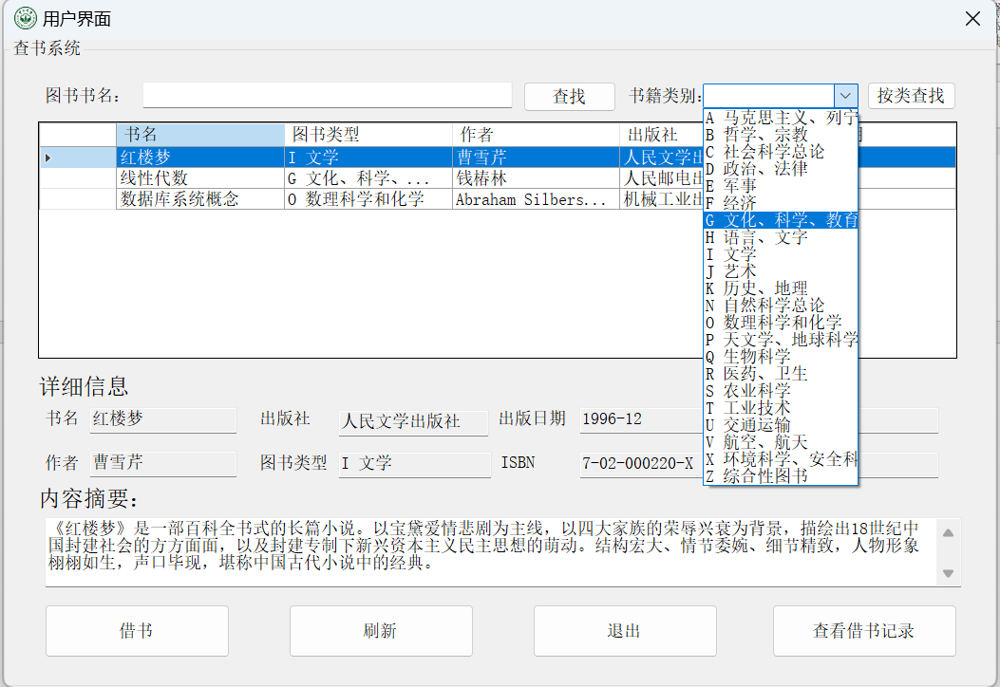 用户界面
查书系统
图书书名: 查找 书籍类别: 按类查找
书名 图书类型 作者 出版社
红楼梦 I 文学 曹雪芹 人民文学出
线性代数 G 文化、科学、... 钱椿林 人民邮电出
数据库系统概念 O 数理科学和化学 Abraham Silbers... 机械工业出
A 马克思主义、列宁
B 哲学、宗教
C 社会科学总论
D 政治、法律
E 军事
F 经济
G 文化、科学、教育
H 语言、文字
I 文学
J 艺术
K 历史、地理
N 自然科学总论
O 数理科学和化学
P 天文学、地球科学
Q 生物科学
R 医药、卫生
S 农业科学
T 工业技术
U 交通运输
V 航空、航天
X 环境科学、安全科
Z 综合性图书
详细信息
书名 红楼梦 出版社 人民文学出版社 出版日期 1996-12
作者 曹雪芹 图书类型 I 文学 ISBN 7-02-000220-X
内容摘要:
《红楼梦》是一部百科全书式的长篇小说。以宝黛爱情悲剧为主线，以四大家族的荣辱兴衰为背景，描绘出18世纪中
国封建社会的方方面面，以及封建专制下新兴资本主义民主思想的萌动。结构宏大、情节委婉、细节精致，人物形象
栩栩如生，声口毕现，堪称中国古代小说中的经典。
借书 刷新 退出 查看借书记录